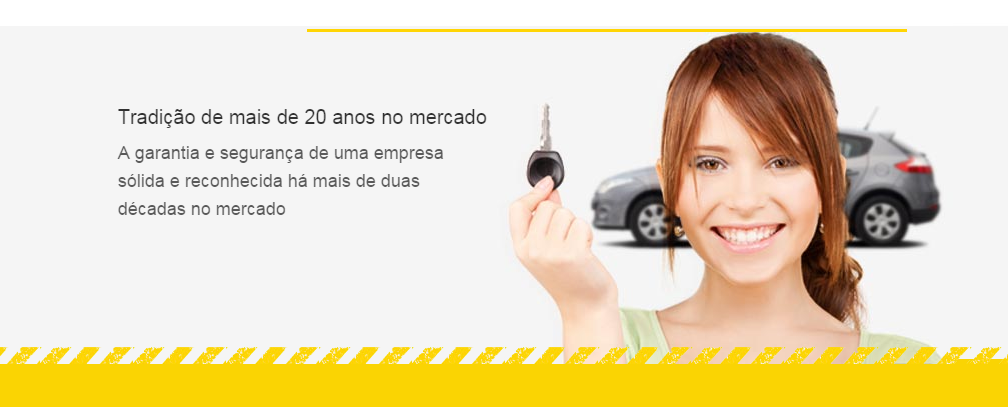 Tradição de mais de 20 anos no mercado
A garantia e segurança de uma empresa
sólida e reconhecida há mais de duas
décadas no mercado